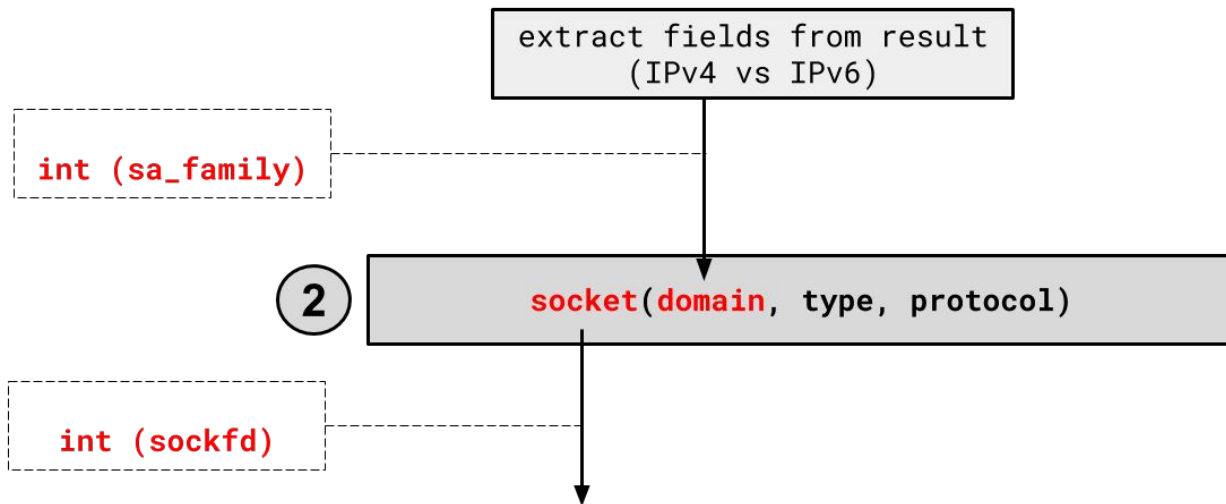 extract fields from result
(IPv4 vs IPv6)
int (sa_family)
2
socket(domain, type, protocol)
int (sockfd)